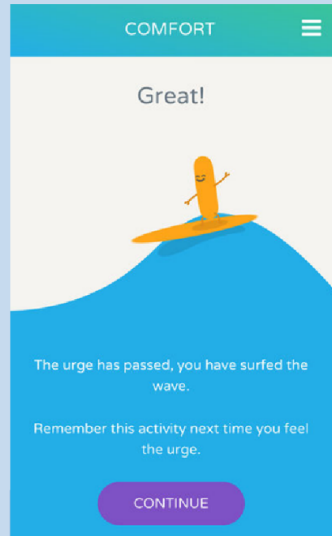 COMFORT
Great!
The urge has passed, you have surfed the
wave.
Remember this activity next time you feel
the urge.
CONTINUE